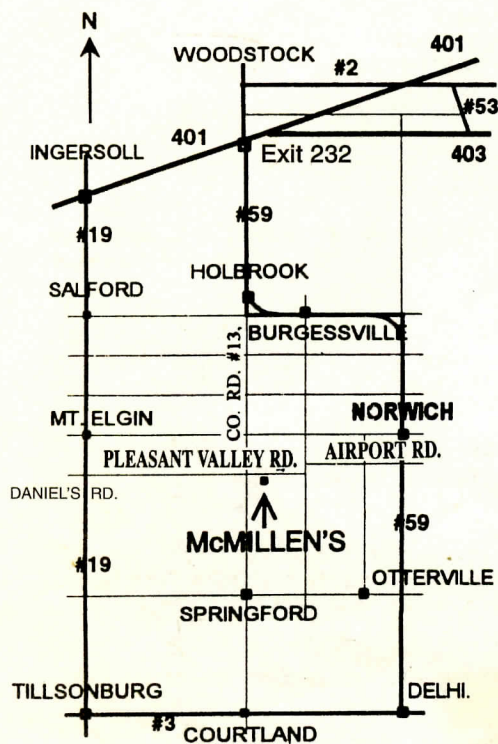 N
WOODSTOCK
401
#2
#53
401
403
INGERSOLL
Exit 232
#59
#19
HOLBROOK
SALFORD
BURGESSVILLE
CO. RD. #13,
MT. ELGIN
NORWICH
PLEASANT VALLEY RD.
AIRPORT RD.
DANIEL'S RD.
McMILLEN'S
#59
#19
OTTERVILLE
SPRINGFORD
TILLSONBURG
DELHI.
#3
COURTLAND